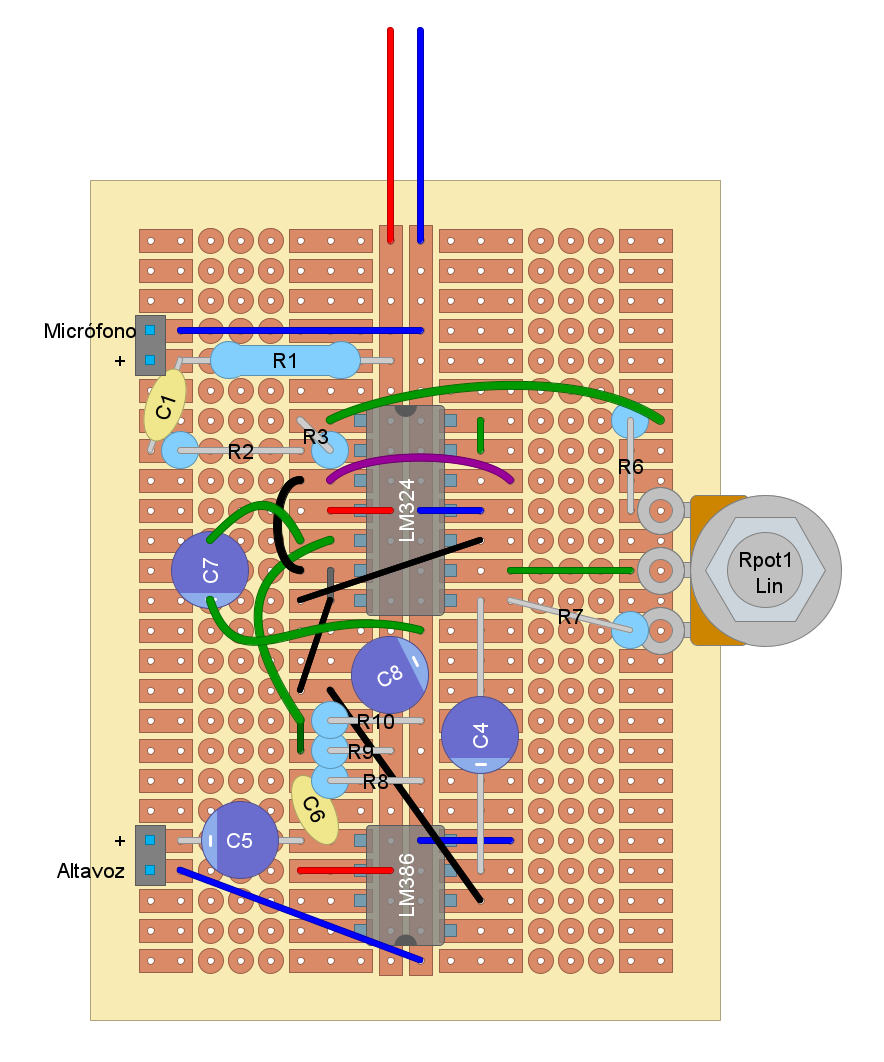 Micrófono
+
R1
C1
R2
R3
R6
LM324
C7
Rpot1
Lin
R7
C8
R10
C4
R9
R8
C6
+
C5
Altavoz
LM386